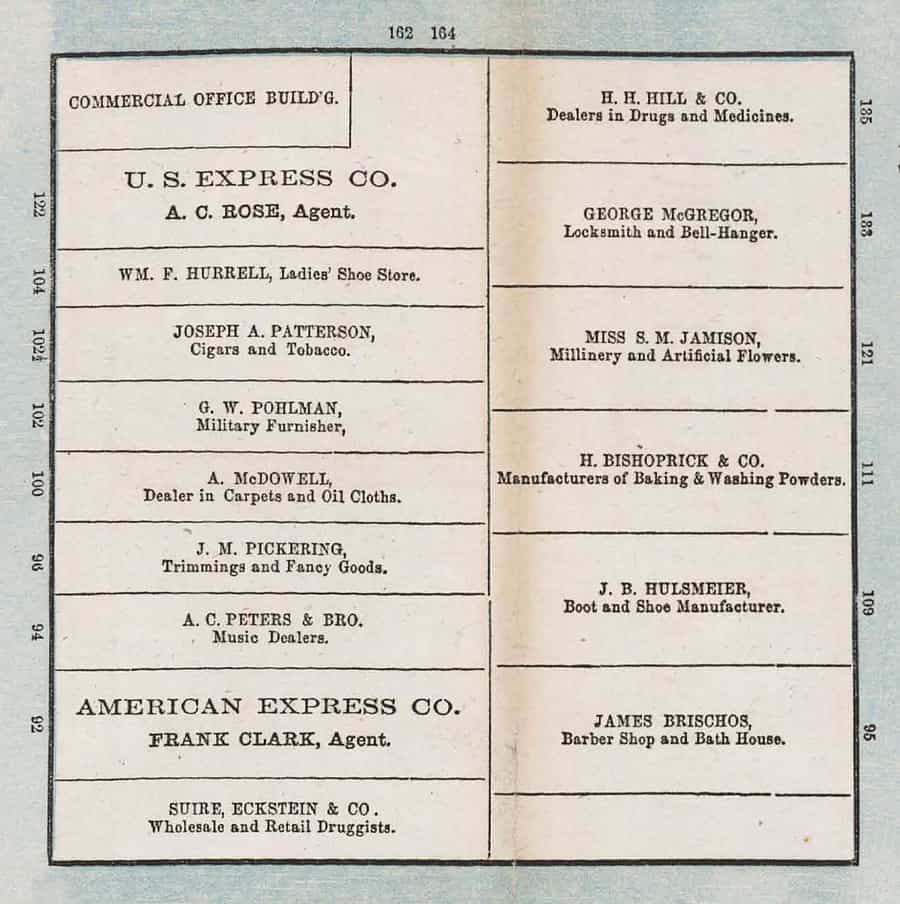 162 164
COMMERCIAL OFFICE BUILD'G.
122
U. S. EXPRESS CO.
A. C. ROSE, Agent.
104
WM. F. HURRELL, Ladies' Shoe Store.
102½
JOSEPH A. PATTERSON,
Cigars and Tobacco.
102
G. W. POHLMAN,
Military Furnisher,
100
A. McDOWELL,
Dealer in Carpets and Oil Cloths.
96
J. M. PICKERING,
Trimmings and Fancy Goods.
94
A. C. PETERS & BRO.
Music Dealers.
92
AMERICAN EXPRESS CO.
FRANK CLARK, Agent.
SUIRE, ECKSTEIN & CO.
Wholesale and Retail Druggists.
135
H. H. HILL & CO.
Dealers in Drugs and Medicines.
133
GEORGE McGREGOR,
Locksmith and Bell-Hanger.
121
MISS S. M. JAMISON,
Millinery and Artificial Flowers.
111
H. BISHOPRICK & CO.
Manufacturers of Baking & Washing Powders.
109
J. B. HULSMEIER,
Boot and Shoe Manufacturer.
95
JAMES BRISCHOS,
Barber Shop and Bath House.